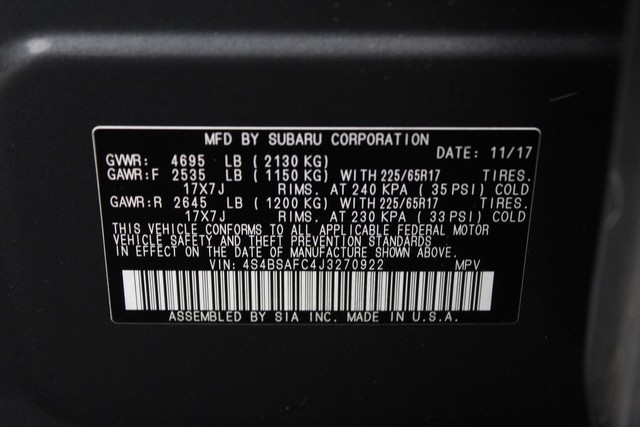 MFD BY SUBARU CORPORATION
GVWR: 4695 LB (2130 KG) DATE: 11/17
GAWR:F 2535 LB (1150 KG) WITH 225/65R17 TIRES.
17X7J RIMS. AT 240 KPA (35 PSI) COLD
GAWR:R 2645 LB (1200 KG) WITH 225/65R17 TIRES.
17X7J RIMS. AT 230 KPA (33 PSI) COLD
THIS VEHICLE CONFORMS TO ALL APPLICABLE FEDERAL MOTOR
VEHICLE SAFETY AND THEFT PREVENTION STANDARDS
IN EFFECT ON THE DATE OF MANUFACTURE SHOWN ABOVE.
VIN: 4S4BSAFC4J3270922 MPV
ASSEMBLED BY SIA INC. MADE IN U.S.A.